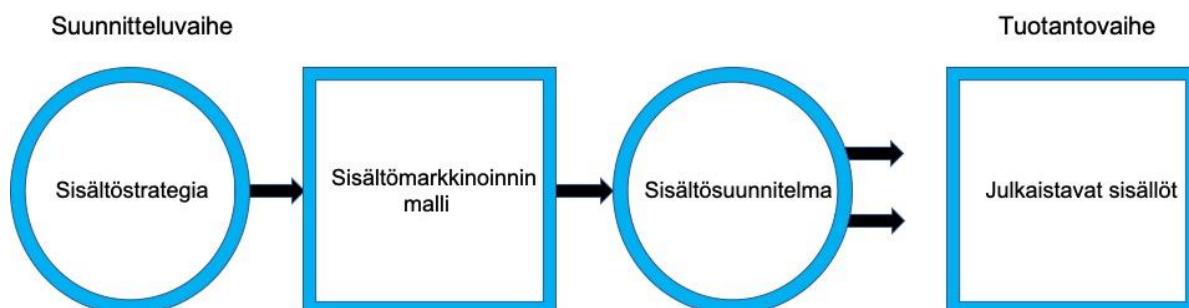 Suunnitteluvaihe
Tuotantovaihe
Sisältöstrategia
Sisältömarkkinoinnin
malli
Sisältösuunnitelma
Julkaistavat sisällöt